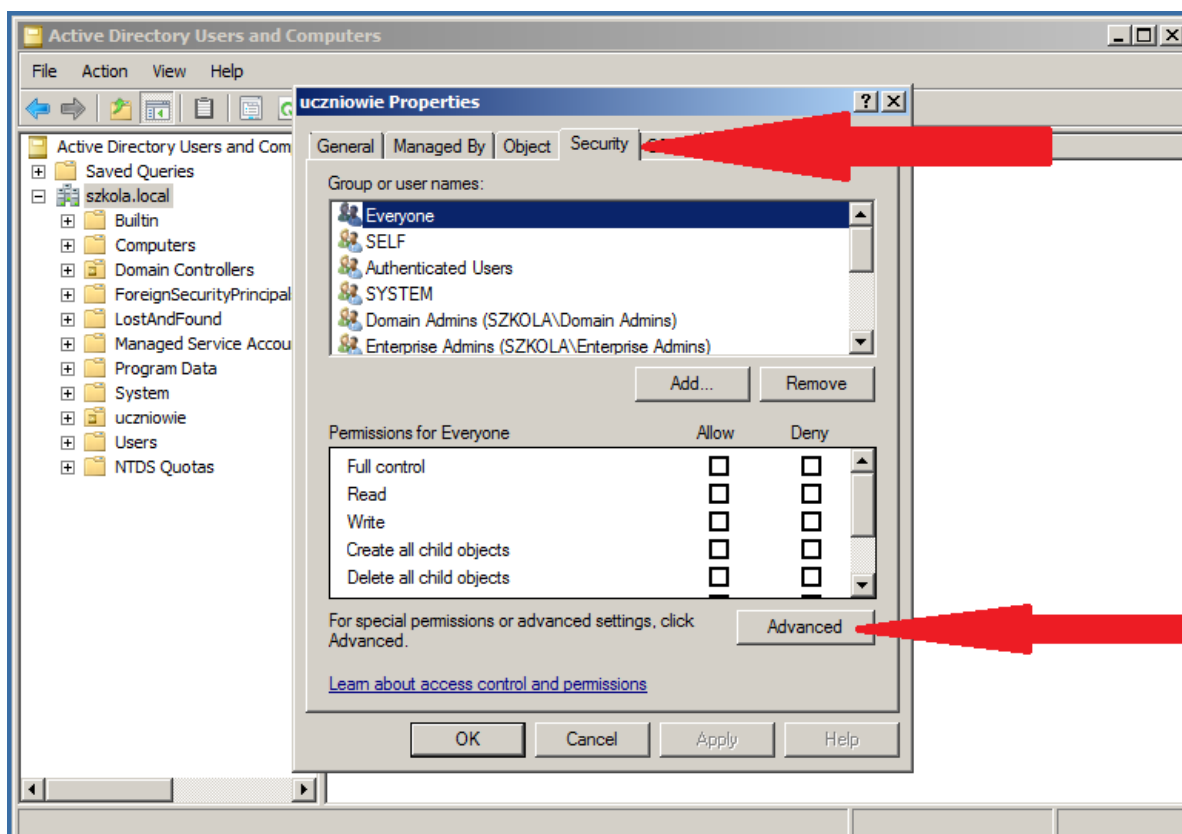 Active Directory Users and Computers
File Action View Help
uczniowie Properties
Active Directory Users and Com
Saved Queries
szkola.local
Builtin
Computers
Domain Controllers
ForeignSecurityPrincipal
LostAndFound
Managed Service Accou
Program Data
System
uczniowie
Users
NTDS Quotas
General Managed By Object Security
Group or user names:
Everyone
SELF
Authenticated Users
SYSTEM
Domain Admins (SZKOLA\Domain Admins)
Enterprise Admins (SZKOLA\Enterprise Admins)
Add... Remove
Permissions for Everyone Allow Deny
Full control
Read
Write
Create all child objects
Delete all child objects
For special permissions or advanced settings, click
Advanced.
Advanced
Learn about access control and permissions
OK Cancel Apply Help